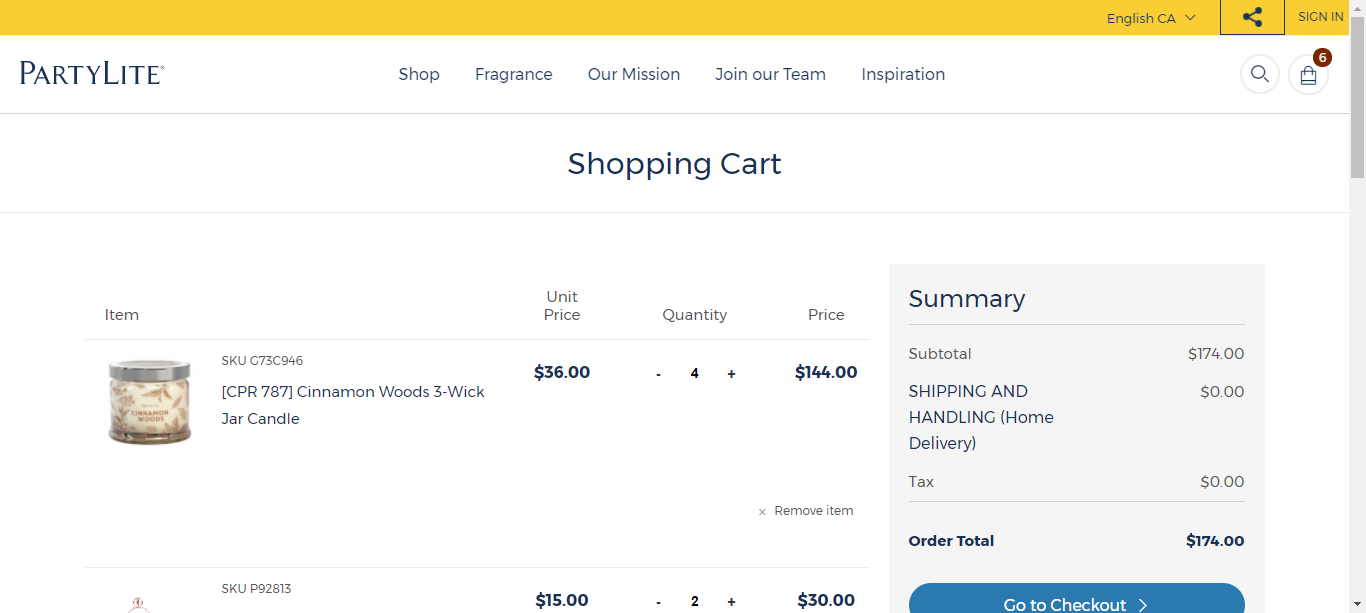 English CA
SIGN IN
PARTYLITE®
Shop
Fragrance
Our Mission
Join our Team
Inspiration
6
Shopping Cart
Item
Unit
Price
Quantity
Price
SKU G73C946
[CPR 787] Cinnamon Woods 3-Wick
Jar Candle
CINNAMON
WOODS
$36.00
- 4 +
$144.00
× Remove item
SKU P92813
$15.00
- 2 +
$30.00
Summary
Subtotal $174.00
SHIPPING AND $0.00
HANDLING (Home
Delivery)
Tax $0.00
Order Total $174.00
Go to Checkout